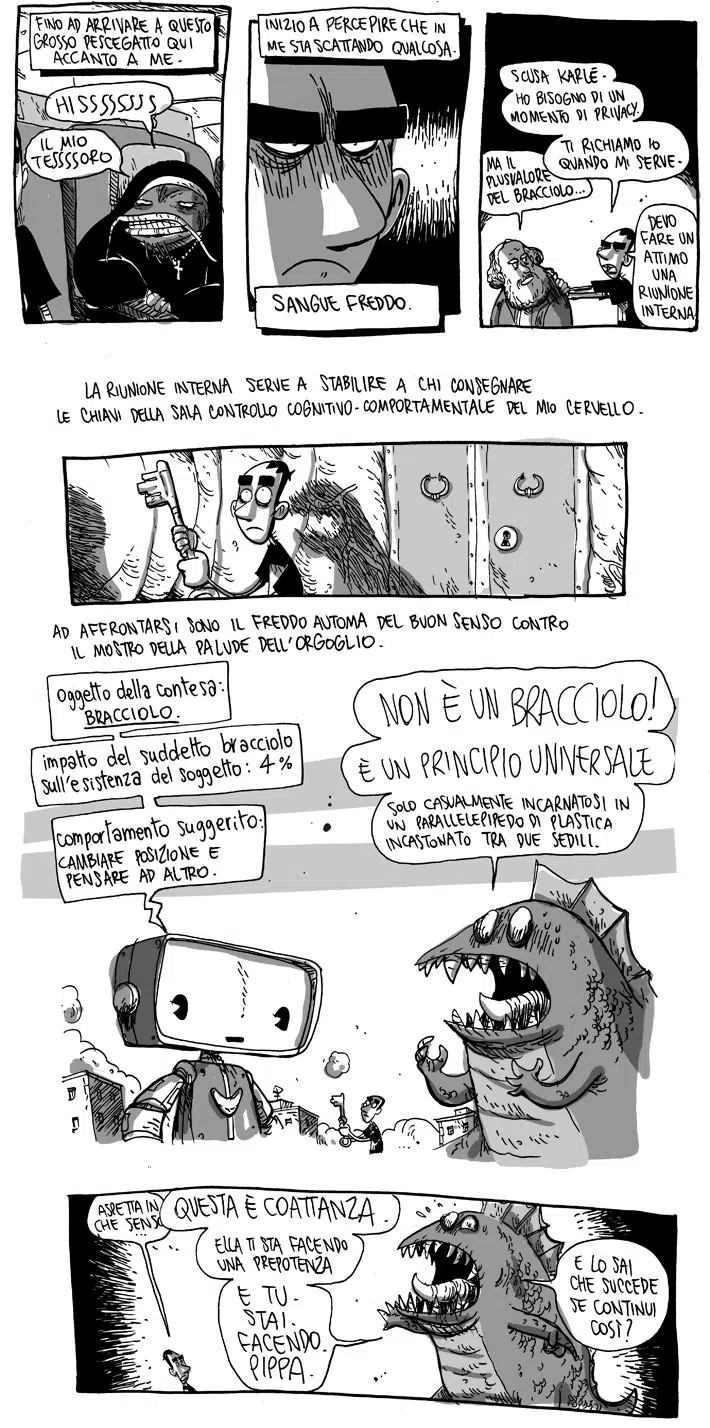 FINO AD ARRIVARE A QUESTO
GROSSO PESCEGATTO QUI
ACCANTO A ME.
HISSSSSSSS
IL MIO
TESSSSORO
INIZIO A PERCEPIRE CHE IN
ME STA SCATTANDO QUALCOSA.
SANGUE FREDDO.
SCUSA KARLE.
HO BISOGNO DI UN
MOMENTO DI PRIVACY.
TI RICHIAMO IO
QUANDO MI SERVE.
MA IL
PLUSVALORE
DEL BRACCIOLO...
DEVO
FARE UN
ATTIMO
UNA
RIUNIONE
INTERNA
LA RIUNIONE INTERNA SERVE A STABILIRE A CHI CONSEGNARE
LE CHIAVI DELLA SALA CONTROLLO COGNITIVO-COMPORTAMENTALE DEL MIO CERVELLO.
AD AFFRONTARSI SONO IL FREDDO AUTOMA DEL BUON SENSO CONTRO
IL MOSTRO DELLA PALUDE DELL'ORGOGLIO.
oggetto della contesa:
BRACCIOLO.
impatto del suddetto bracciolo
sull'esistenza del soggetto: 4%
comportamento suggerito:
CAMBIARE POSIZIONE E
PENSARE AD ALTRO.
NON È UN BRACCIOLO!
È UN PRINCIPIO UNIVERSALE
SOLO CASUALMENTE INCARNATOSI IN
UN PARALLELEPIPEDO DI PLASTICA
INCASTONATO TRA DUE SEDILI.
ASPETTA IN
CHE SENSO
QUESTA È COATTANZA.
ELLA TI STA FACENDO
UNA PREPOTENZA
E TU
STAI
FACENDO
PIPPA.
E LO SAI
CHE SUCCEDE
SE CONTINUI
COSÌ?